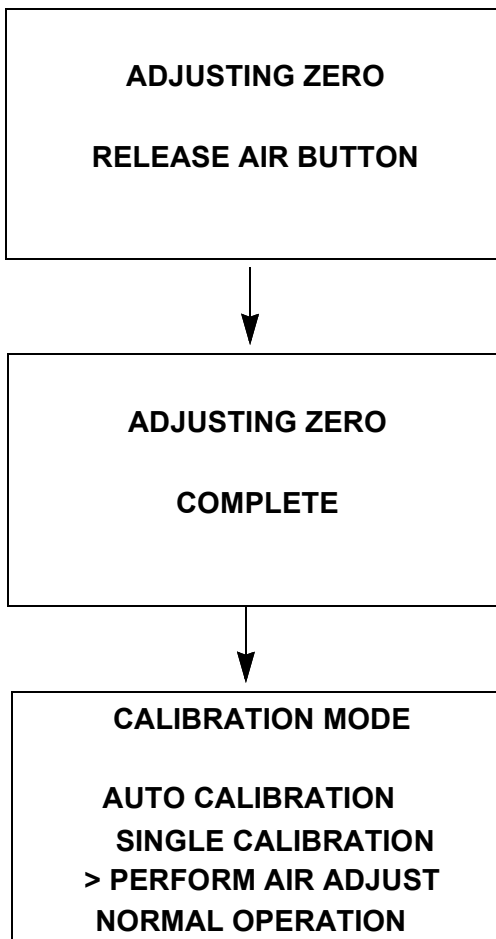 ADJUSTING ZERO
RELEASE AIR BUTTON
ADJUSTING ZERO
COMPLETE
CALIBRATION MODE
AUTO CALIBRATION
SINGLE CALIBRATION
> PERFORM AIR ADJUST
NORMAL OPERATION